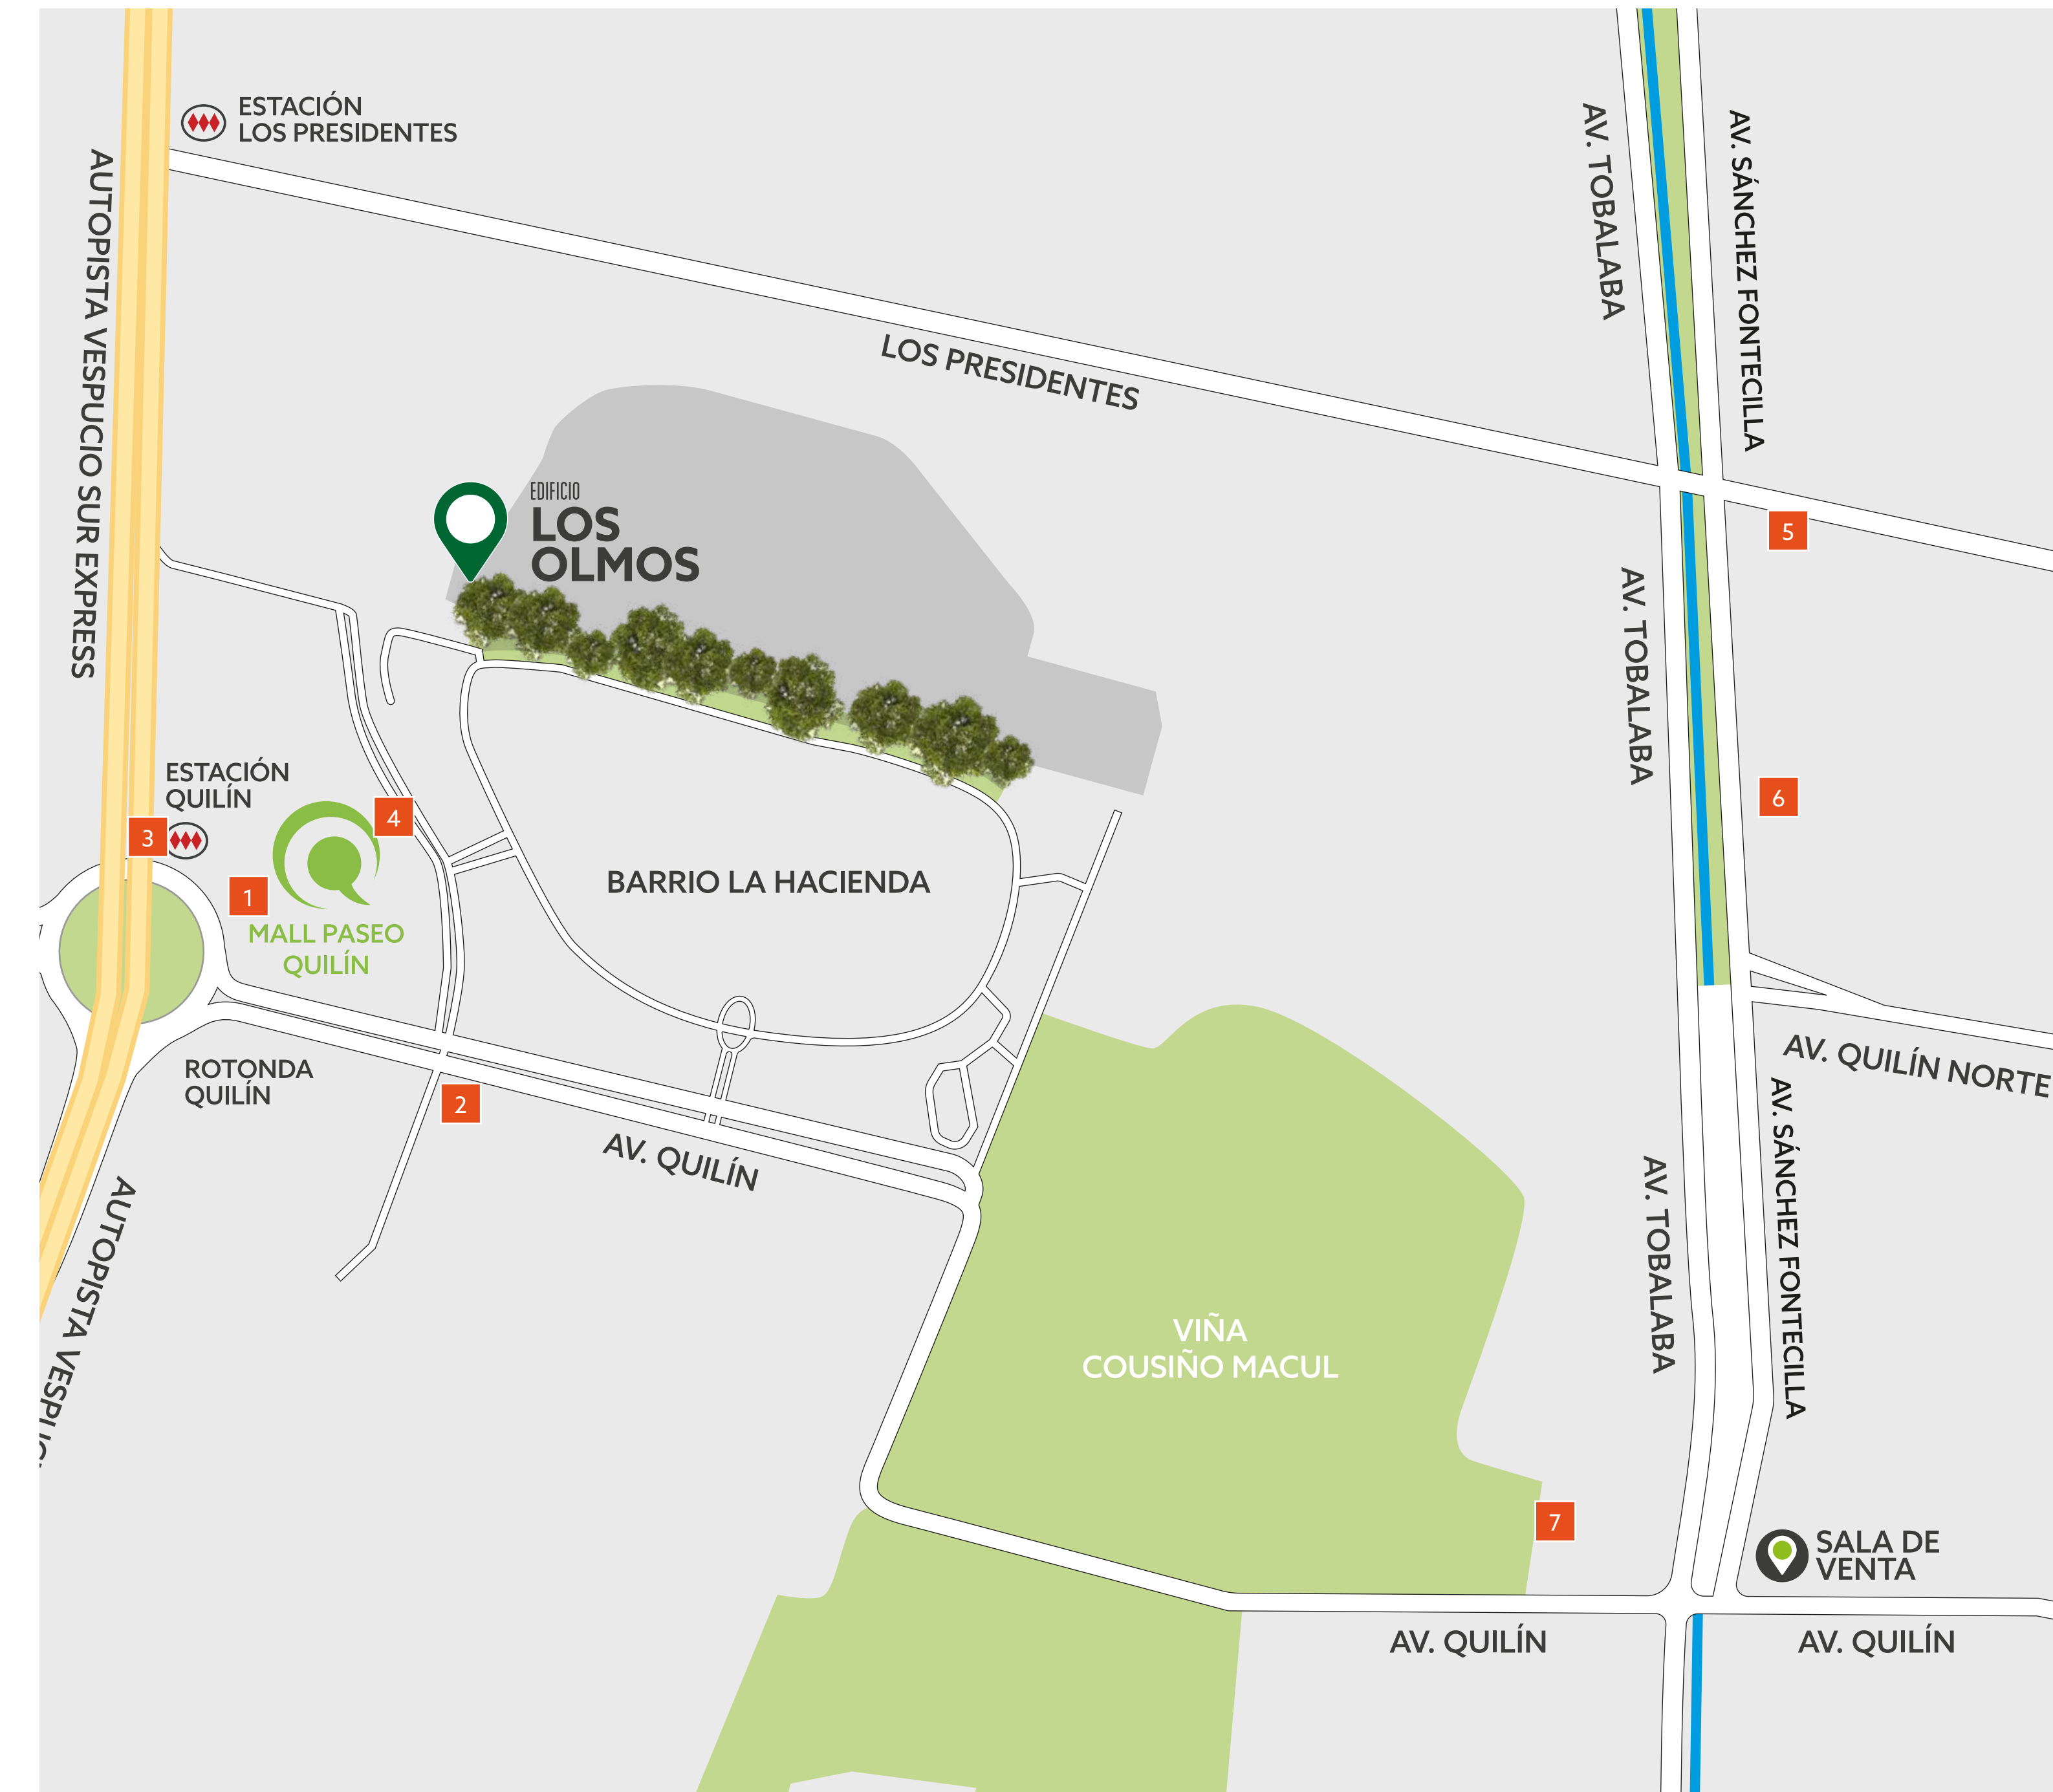 ESTACIÓN
LOS PRESIDENTES
AUTOPISTA VESPUCIO SUR EXPRESS
LOS PRESIDENTES
AV. TOBALABA
AV. SÁNCHEZ FONTECILLA
5
EDIFICIO
LOS
OLMOS
AV. TOBALABA
6
ESTACIÓN
QUILÍN
3
4
1
MALL PASEO
QUILÍN
BARRIO LA HACIENDA
ROTONDA
QUILÍN
2
AV. QUILÍN
AV. QUILÍN NORTE
AV. SÁNCHEZ FONTECILLA
AV. TOBALABA
AUTOPISTA
VIÑA
COUSIÑO MACUL
7
SALA DE
VENTA
AV. QUILÍN
AV. QUILÍN